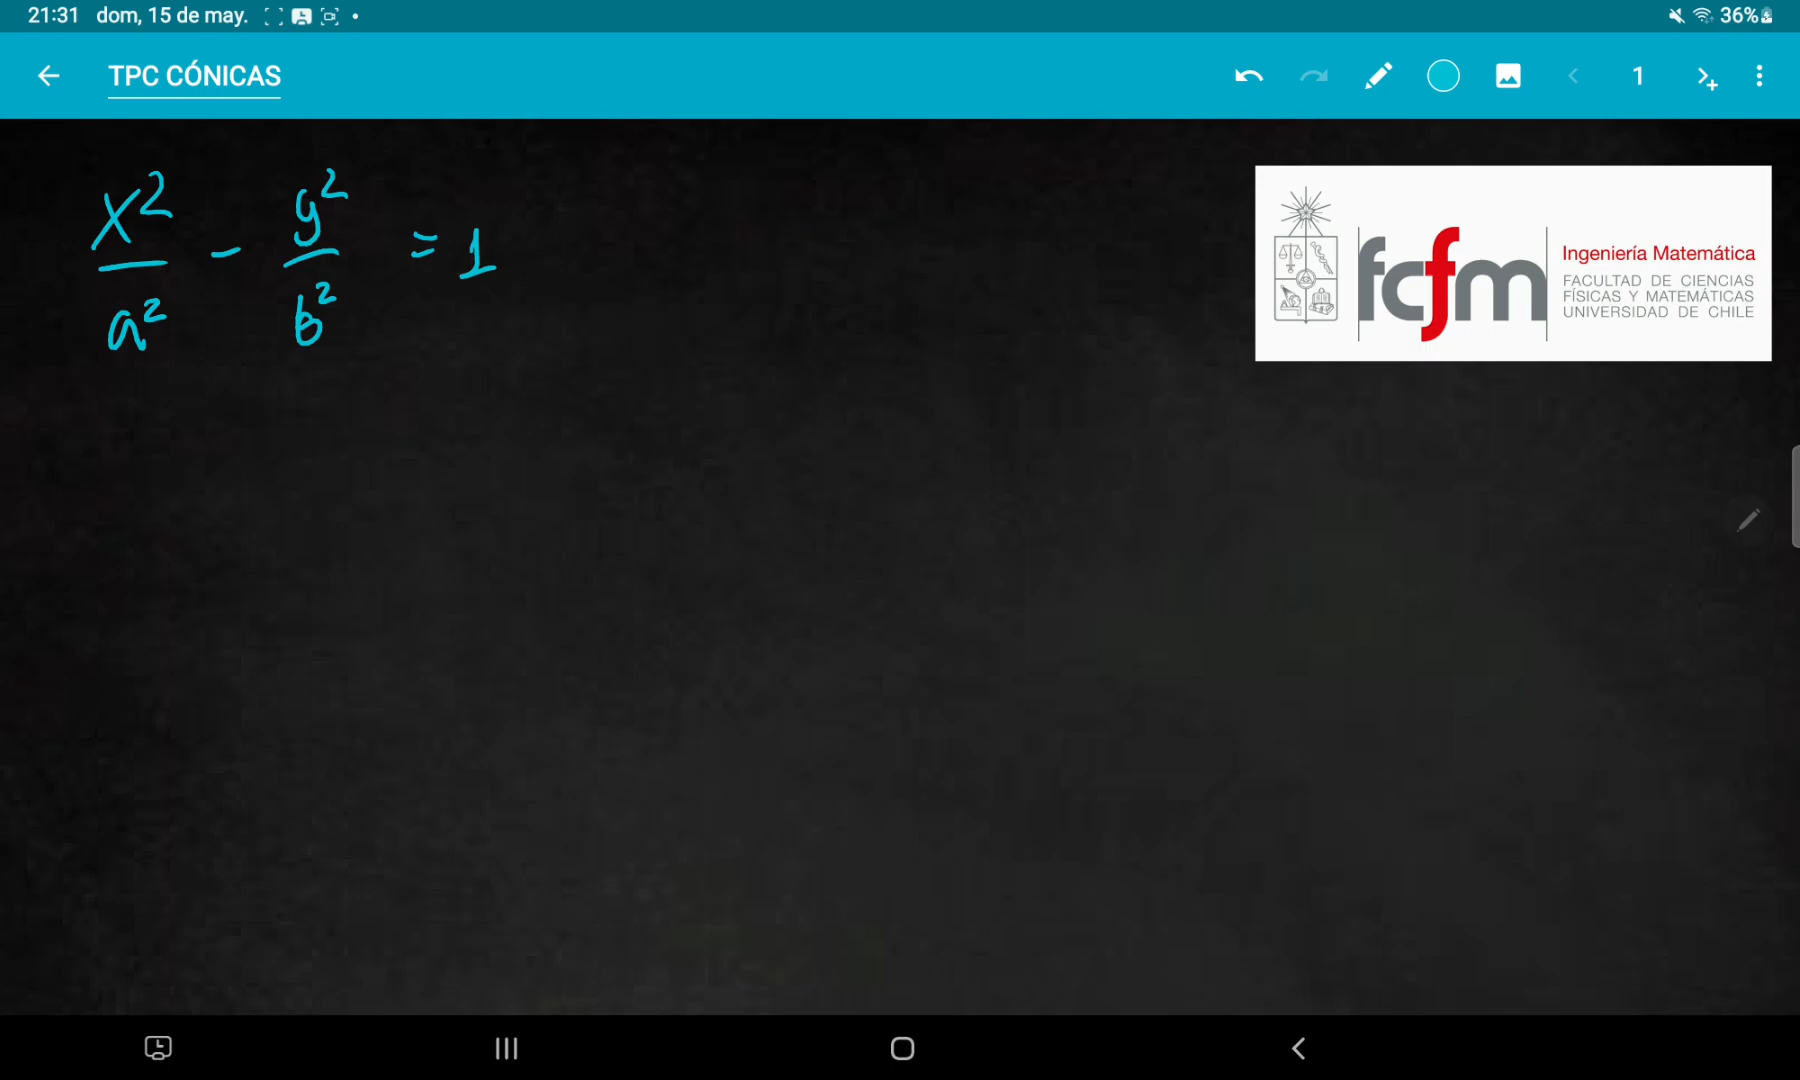 21:31 dom, 15 de may. 36%
TPC CÓNICAS 1
x²/a² - y²/b² = 1
fcfm
Ingeniería Matemática
FACULTAD DE CIENCIAS
FÍSICAS Y MATEMÁTICAS
UNIVERSIDAD DE CHILE